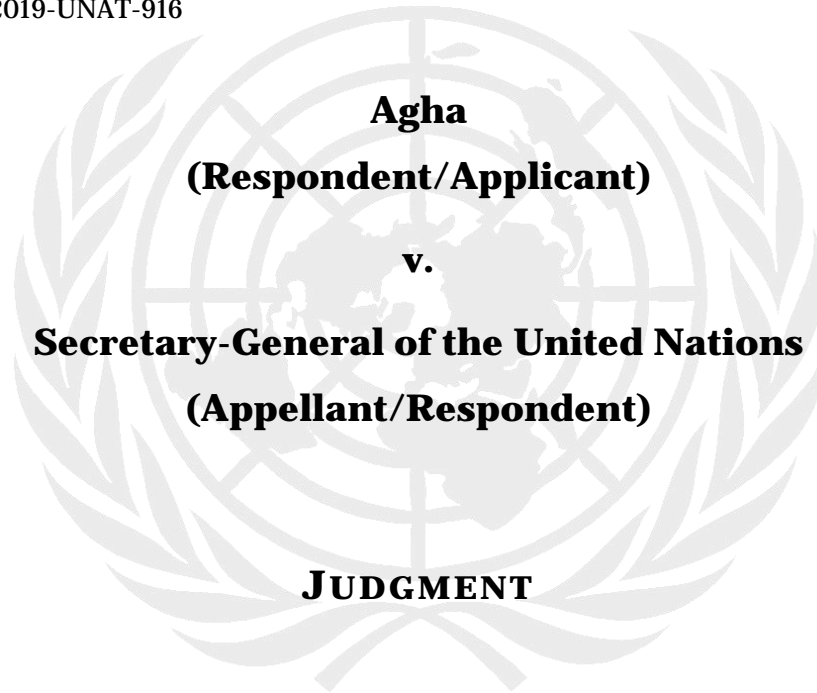 2019-UNAT-916
Agha
(Respondent/Applicant)
v.
Secretary-General of the United Nations
(Appellant/Respondent)
JUDGMENT